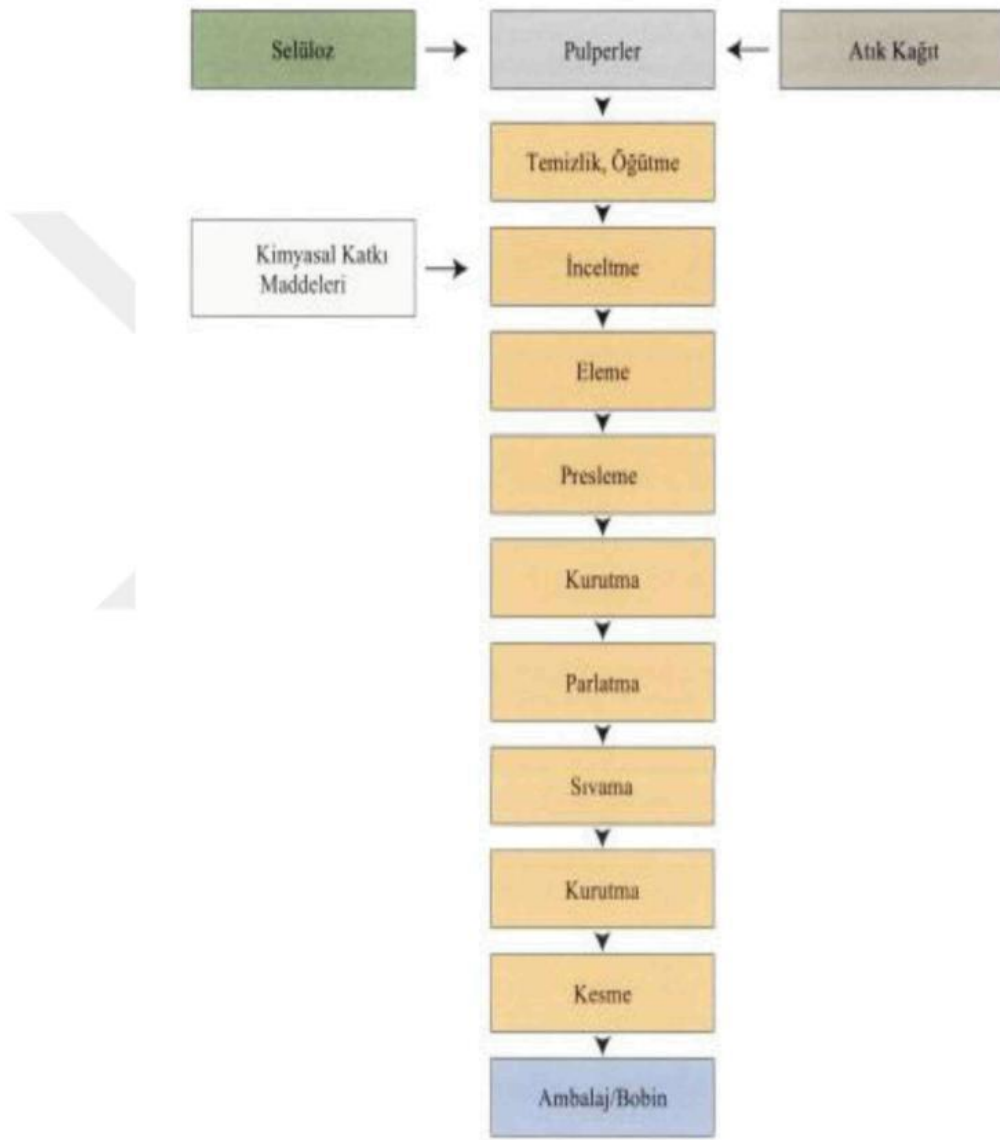 Selüloz
Pulperler
Atık Kağıt
Temizlik, Öğütme
Kimyasal Katkı
Maddeleri
İnceltme
Eleme
Presleme
Kurutma
Parlatma
Sıvama
Kurutma
Kesme
Ambalaj/Bobin